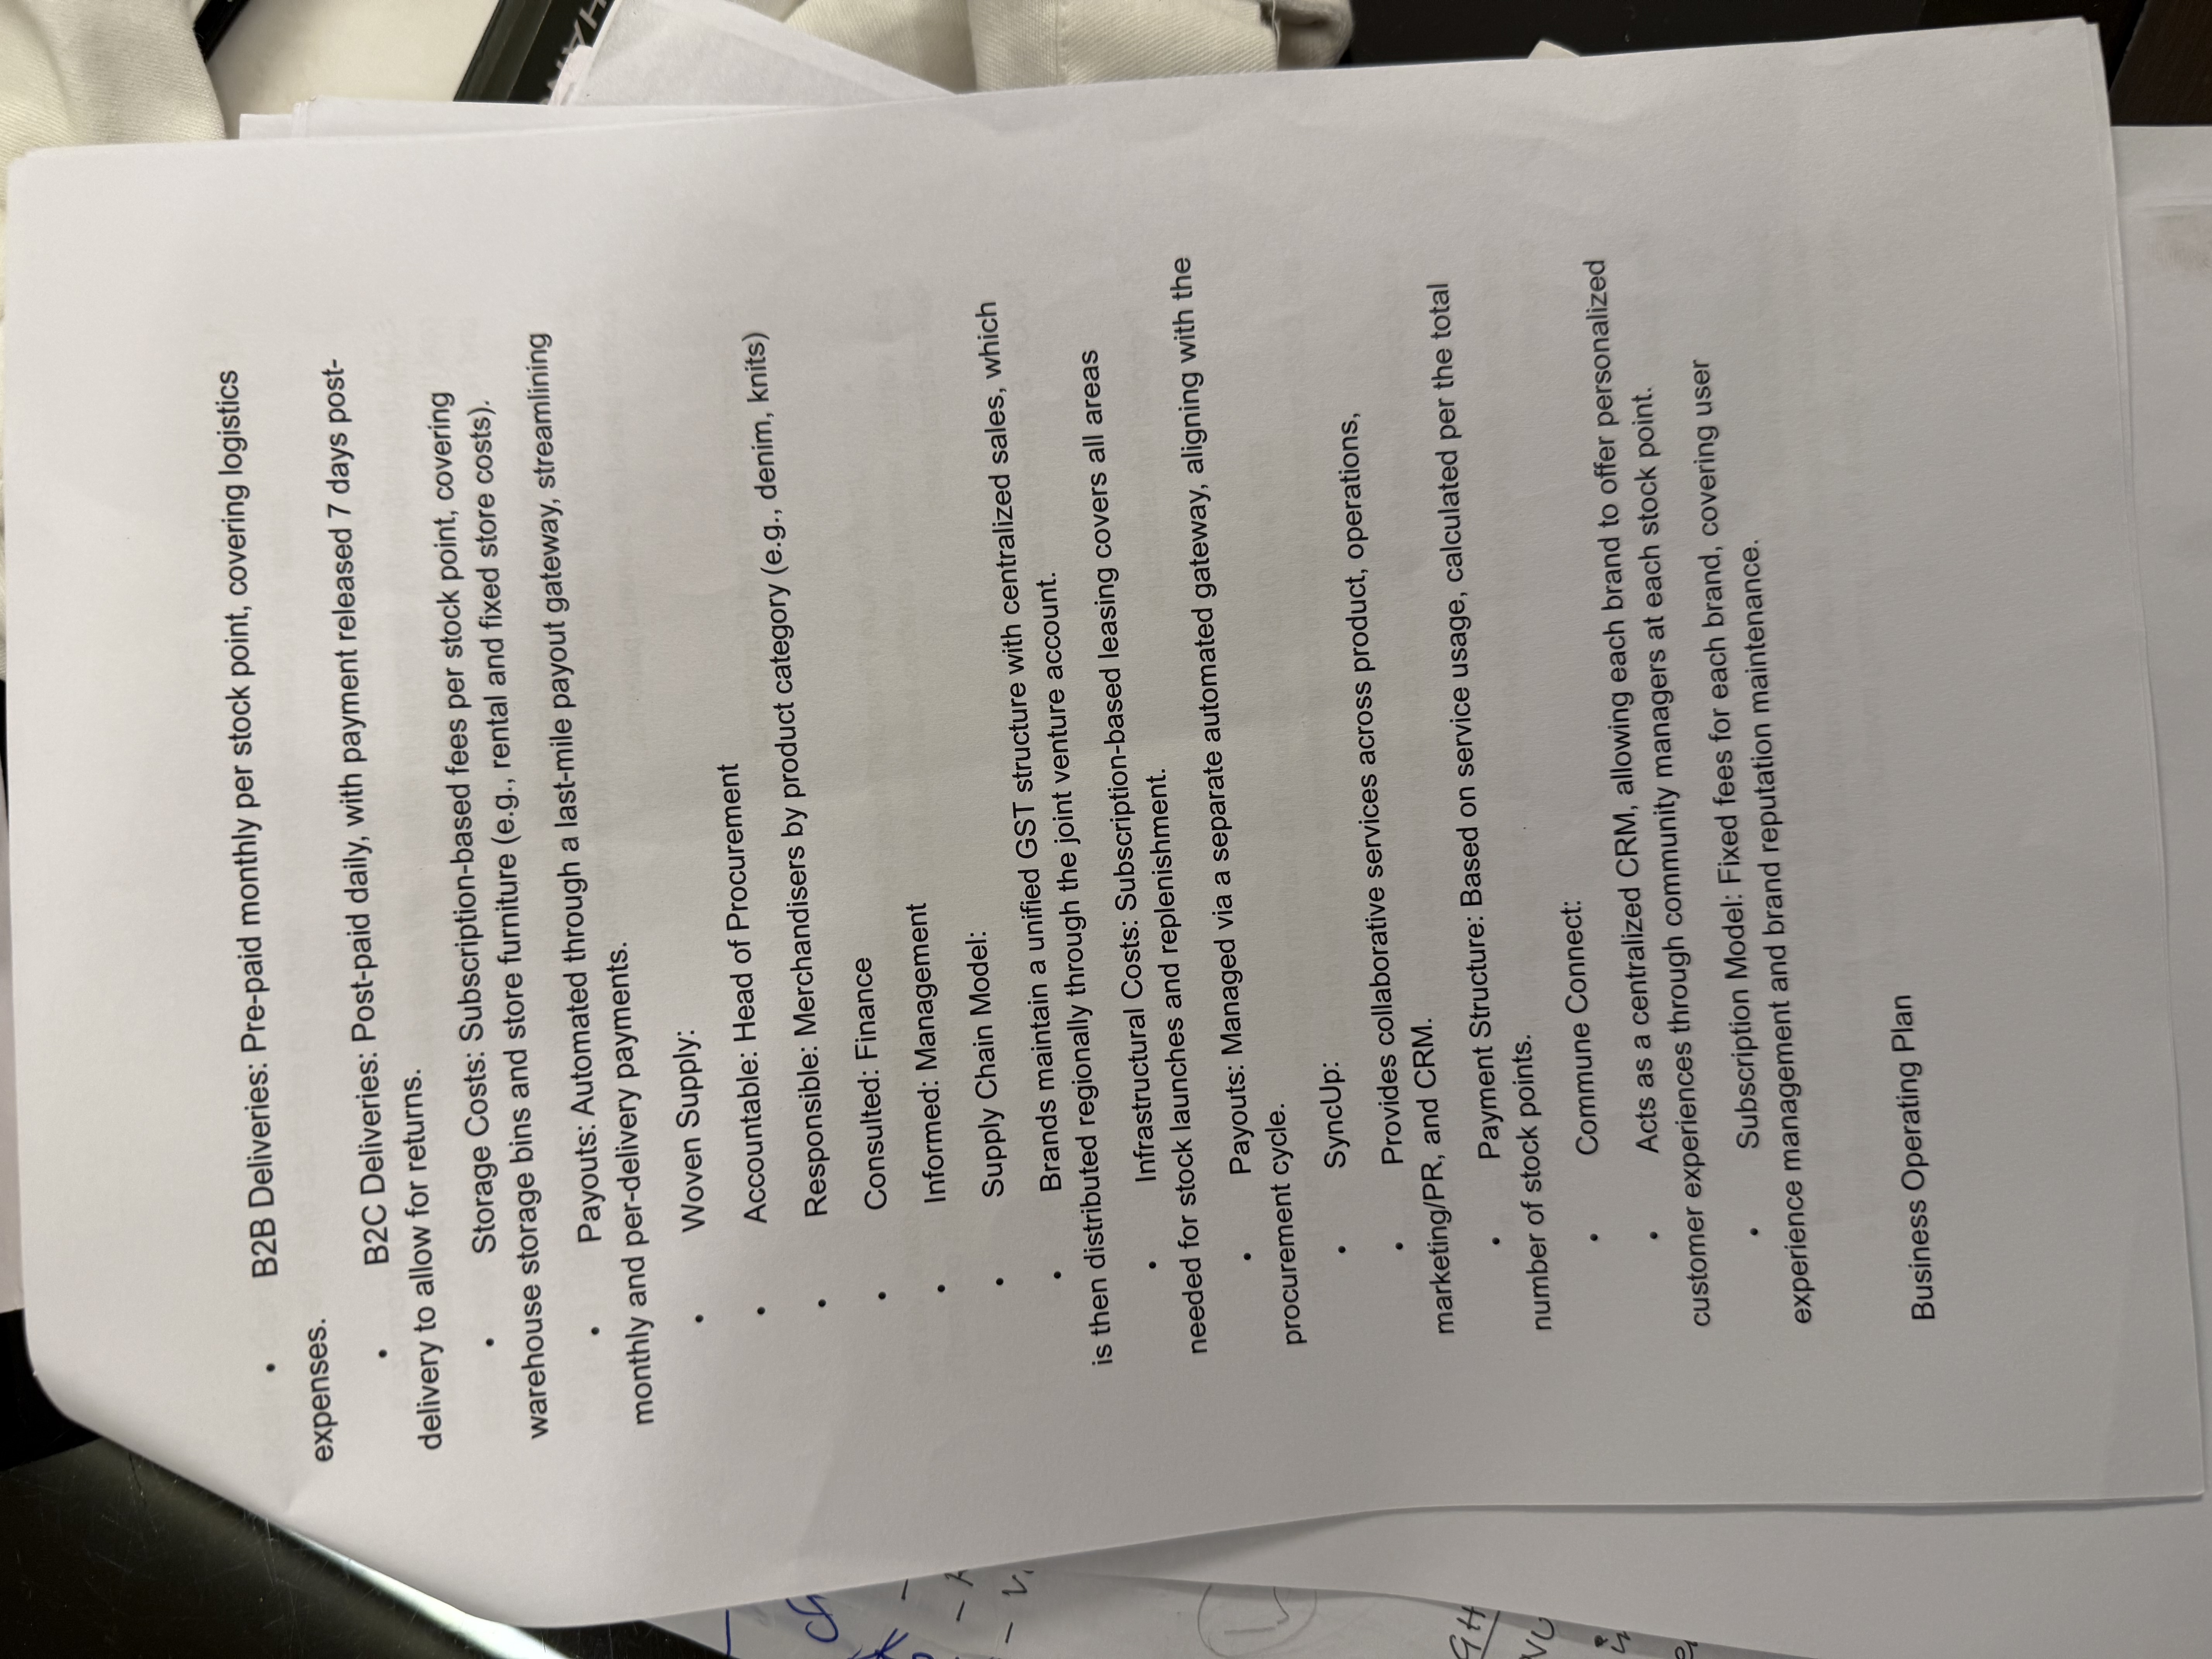 • B2B Deliveries: Pre-paid monthly per stock point, covering logistics
expenses.
• B2C Deliveries: Post-paid daily, with payment released 7 days post-
delivery to allow for returns.
• Storage Costs: Subscription-based fees per stock point, covering
warehouse storage bins and store furniture (e.g., rental and fixed store costs).
• Payouts: Automated through a last-mile payout gateway, streamlining
monthly and per-delivery payments.
• Woven Supply:
• Accountable: Head of Procurement
• Responsible: Merchandisers by product category (e.g., denim, knits)
• Consulted: Finance
• Informed: Management
• Supply Chain Model:
• Brands maintain a unified GST structure with centralized sales, which
is then distributed regionally through the joint venture account.
• Infrastructural Costs: Subscription-based leasing covers all areas
needed for stock launches and replenishment.
• Payouts: Managed via a separate automated gateway, aligning with the
procurement cycle.
• SyncUp:
• Provides collaborative services across product, operations,
marketing/PR, and CRM.
• Payment Structure: Based on service usage, calculated per the total
number of stock points.
• Commune Connect:
• Acts as a centralized CRM, allowing each brand to offer personalized
customer experiences through community managers at each stock point.
• Subscription Model: Fixed fees for each brand, covering user
experience management and brand reputation maintenance.
Business Operating Plan